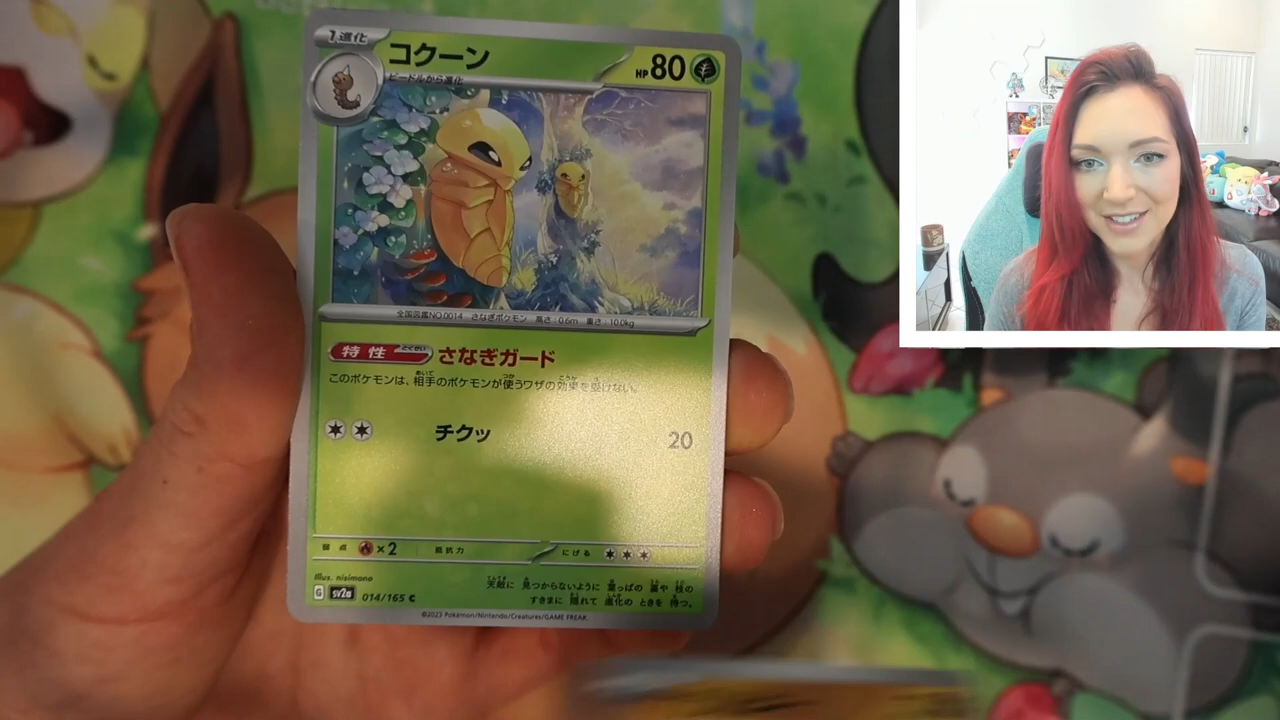 1進化
コクーン
HP 80
ビードルから進化
全国図鑑NO.0014 さなぎポケモン 高さ:0.6m 重さ:10.0kg
特性 とくせい さなぎガード
このポケモンは、相手のポケモンが使うワザの効果を受けない。
チクッ 20
弱点 ×2 抵抗力 にげる
Illus. nisimono
天敵に 見つからないように 葉っぱの 裏や 枝の
すきまに 隠れて 進化の ときを 待つ。
G sv2a 014/165 C
©2023 Pokémon/Nintendo/Creatures/GAME FREAK.